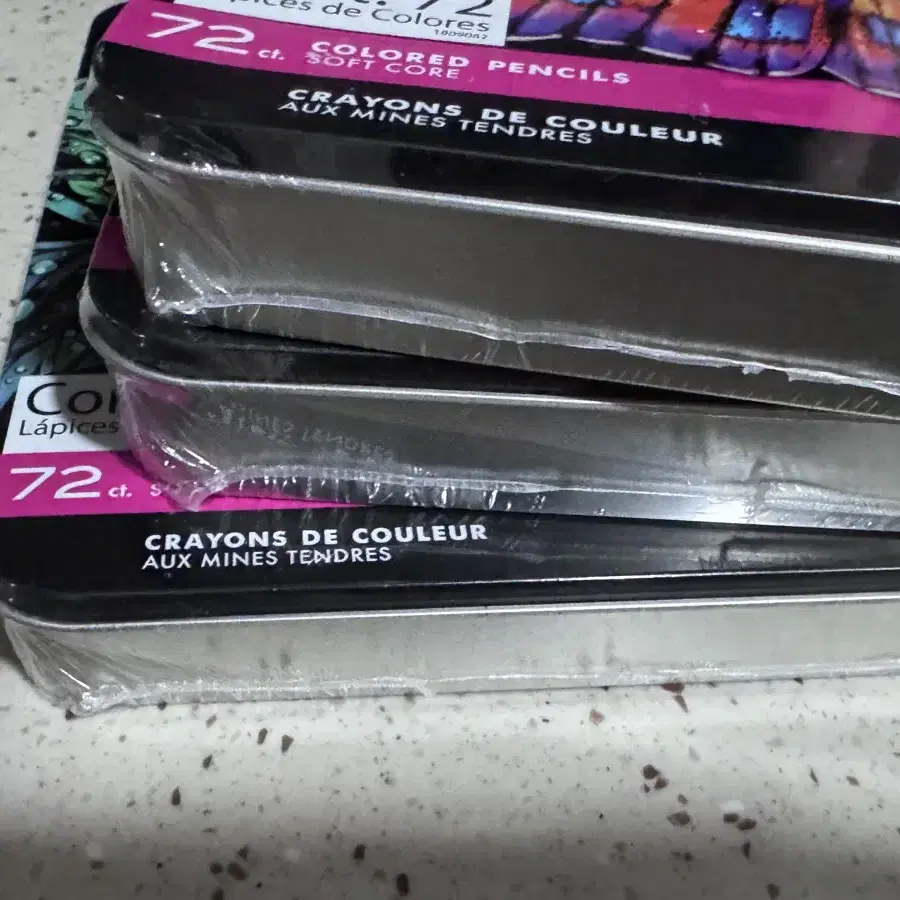 72
Lápices de Colores
72 ct. COLORED PENCILS
SOFT CORE
CRAYONS DE COULEUR
AUX MINES TENDRES
Lápices
72 ct.
CRAYONS DE COULEUR
AUX MINES TENDRES